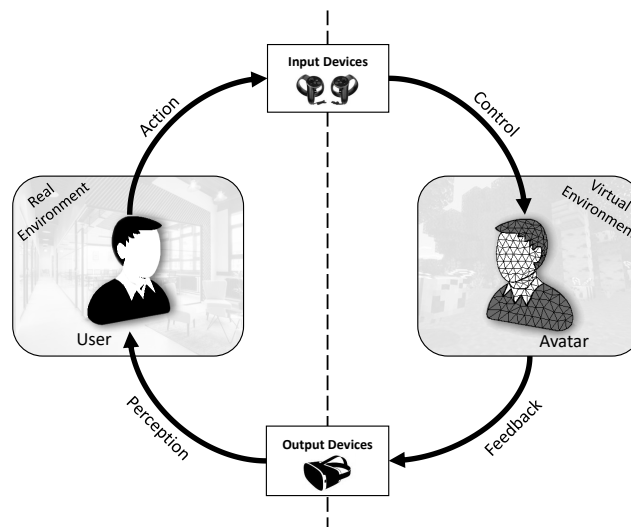 Input Devices
Action
Control
Real
Environment
Virtual
Environment
User
Avatar
Perception
Feedback
Output Devices